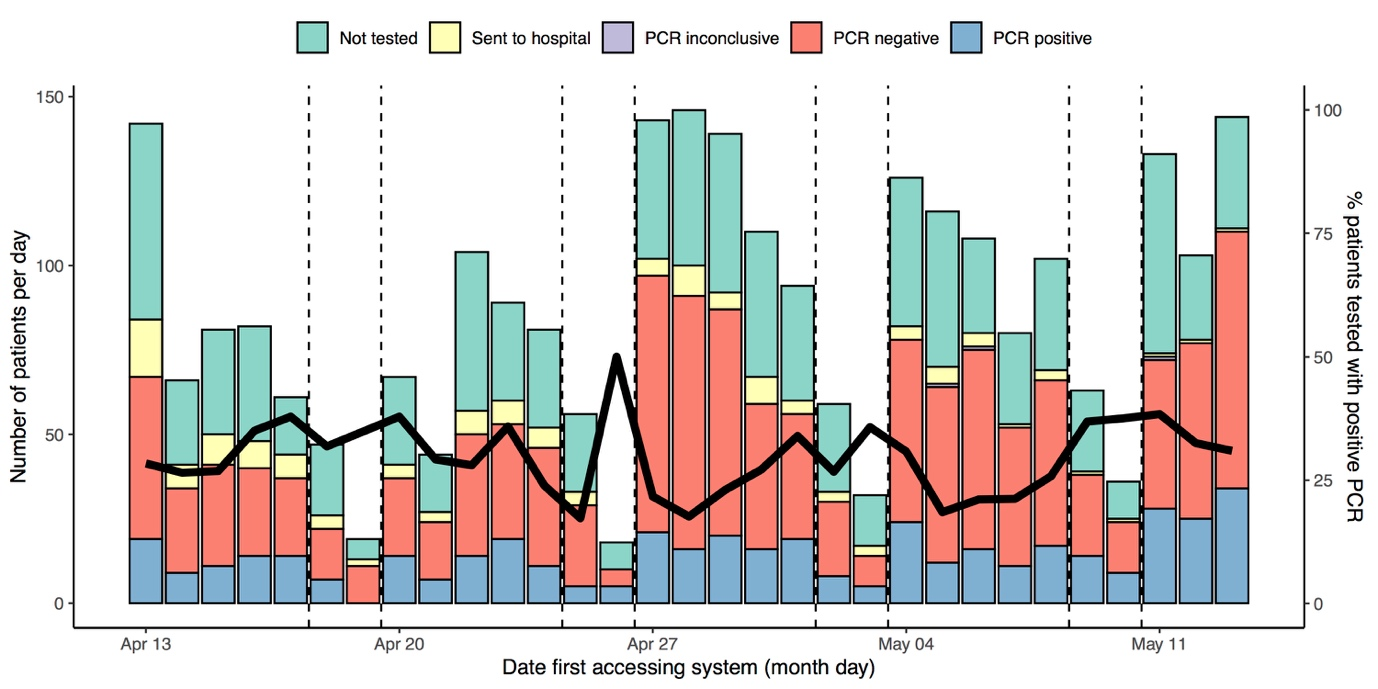 Not tested Sent to hospital PCR inconclusive PCR negative PCR positive
Number of patients per day
150
100
50
0
100
75
50
25
0
% patients tested with positive PCR
Apr 13 Apr 20 Apr 27 May 04 May 11
Date first accessing system (month day)